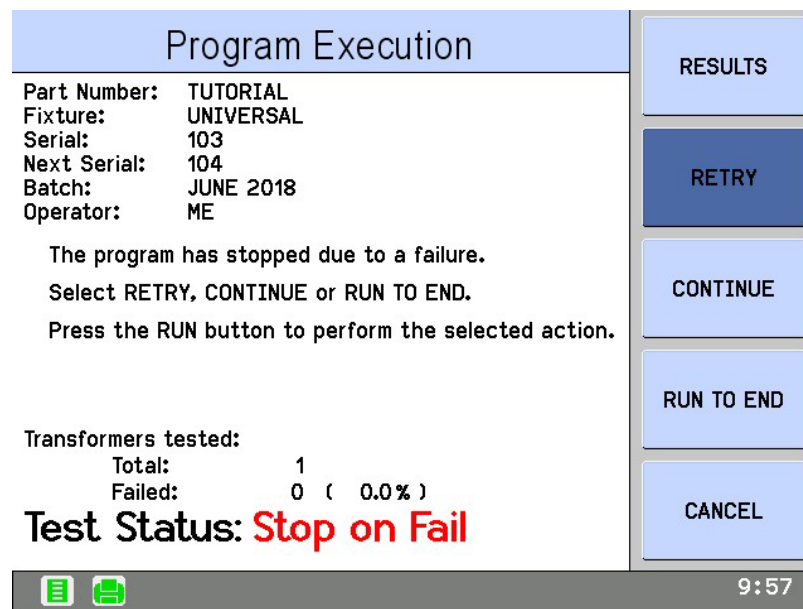 Program Execution
Part Number: TUTORIAL
Fixture: UNIVERSAL
Serial: 103
Next Serial: 104
Batch: JUNE 2018
Operator: ME
The program has stopped due to a failure.
Select RETRY, CONTINUE or RUN TO END.
Press the RUN button to perform the selected action.
Transformers tested:
Total: 1
Failed: 0 ( 0.0% )
Test Status: Stop on Fail
RESULTS
RETRY
CONTINUE
RUN TO END
CANCEL
9:57